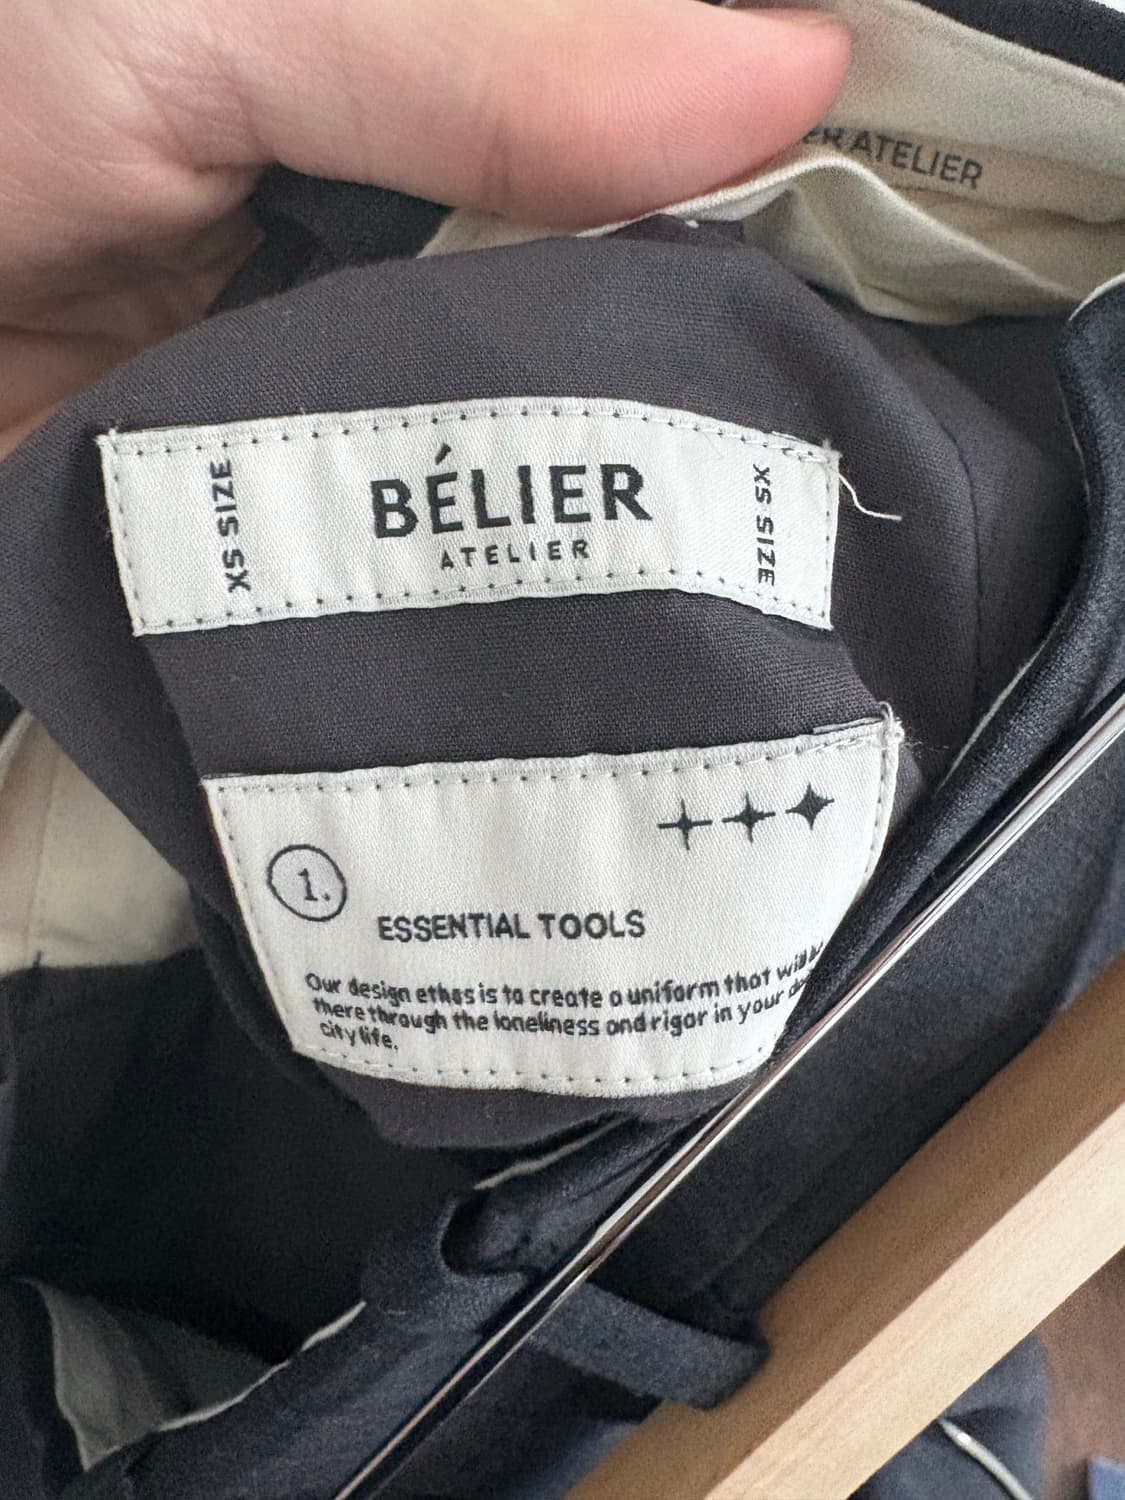 ATELIER
XS SIZE
BÉLIER
ATELIER
XS SIZE
1.
ESSENTIAL TOOLS
Our design ethos is to create a uniform that will
there through the loneliness and rigor in your
city life.